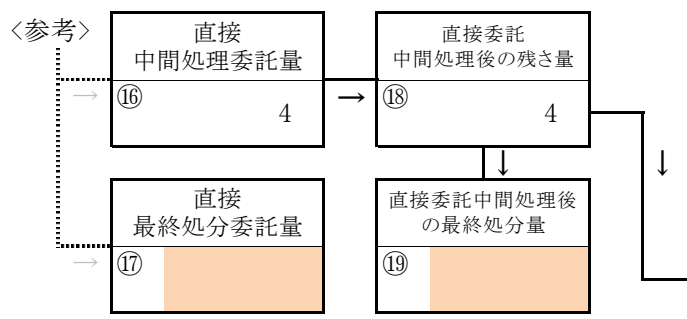 〈参考〉
直接
中間処理委託量
→
⑯
4
→
直接委託
中間処理後の残さ量
⑱
4
↓
↓
直接
最終処分委託量
→
⑰
直接委託中間処理後
の最終処分量
⑲